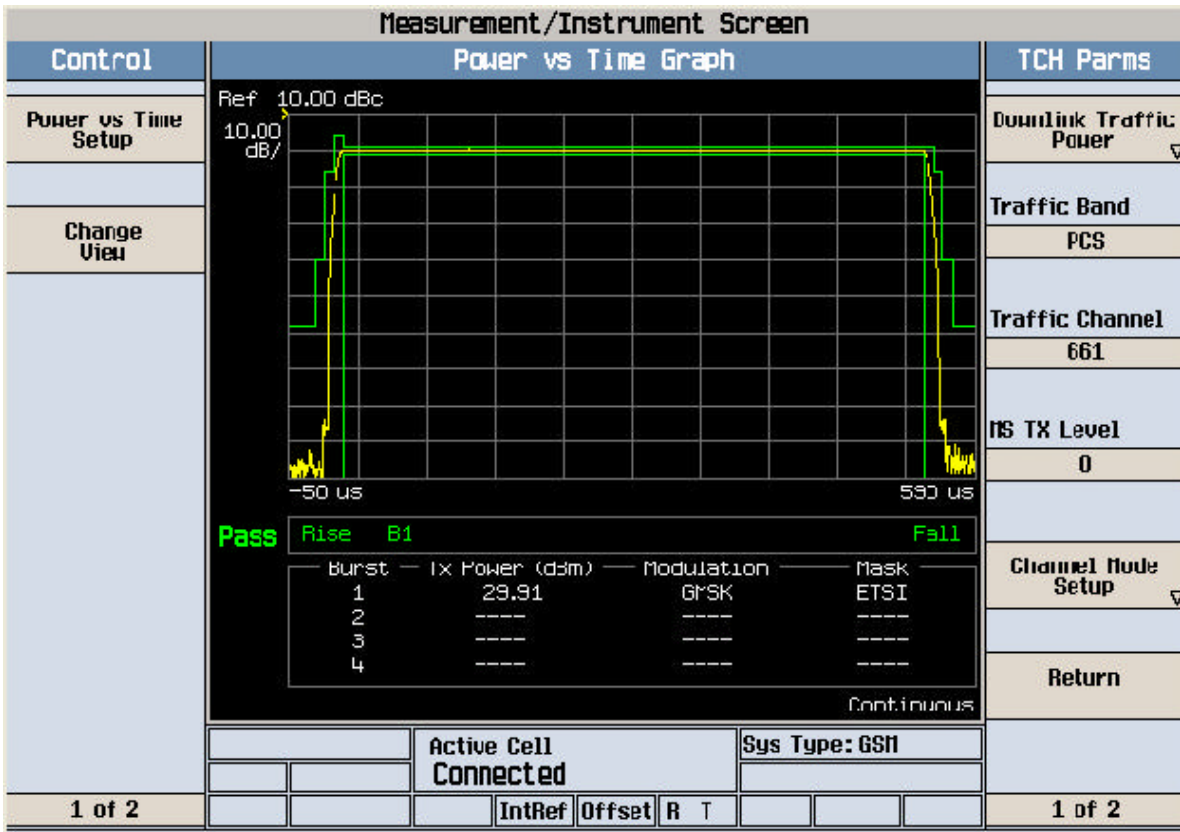 Measurement/Instrument Screen
Control
Power vs Time Graph
TCH Parms
Power vs Time
Setup
Change
View
1 of 2
Ref 10.00 dBc
10.00
dB/
-50 us
590 us
Pass
Rise B1 Fall
Burst Tx Power (dBm) Modulation Mask
1 29.91 GMSK ETSI
2 ---- ---- ----
3 ---- ---- ----
4 ---- ---- ----
Continuous
Active Cell
Connected
Sys Type: GSM
IntRef Offset R T
Downlink Traffic
Power
Traffic Band
PCS
Traffic Channel
661
MS TX Level
0
Channel Mode
Setup
Return
1 of 2